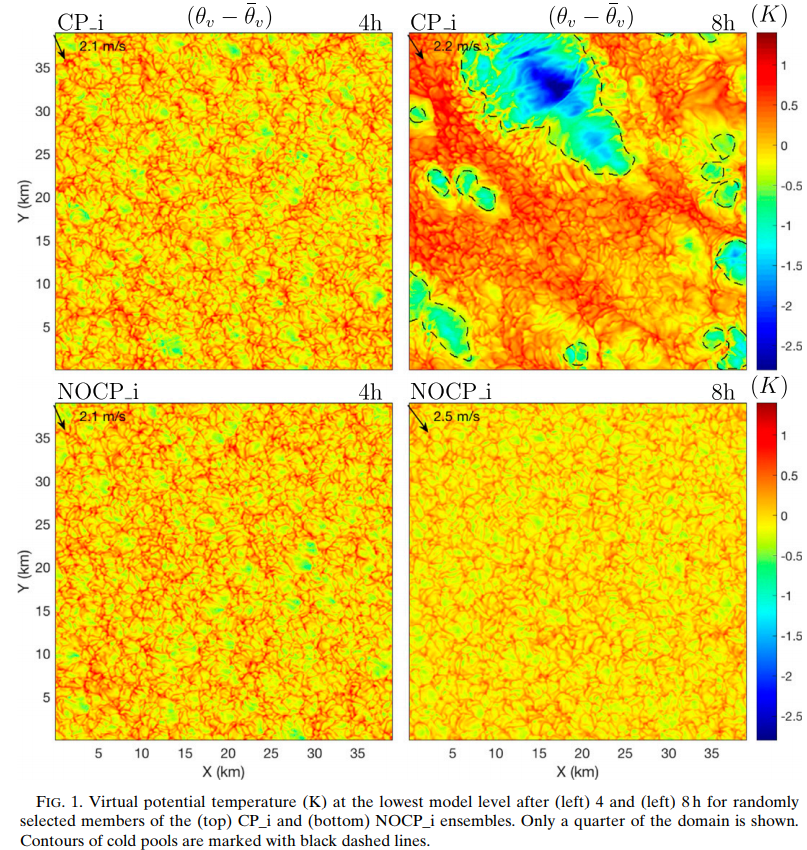 CP_i (θv − θ̄v) 4h
CP_i (θv − θ̄v) 8h (K)
2.1 m/s
2.2 m/s
35
30
25
20
15
10
5
Y (km)
1
0.5
0
-0.5
-1
-1.5
-2
-2.5
NOCP_i 4h
NOCP_i 8h (K)
2.1 m/s
2.5 m/s
35
30
25
20
15
10
5
Y (km)
1
0.5
0
-0.5
-1
-1.5
-2
-2.5
5 10 15 20 25 30 35
5 10 15 20 25 30 35
X (km)
X (km)
FIG. 1. Virtual potential temperature (K) at the lowest model level after (left) 4 and (left) 8 h for randomly
selected members of the (top) CP_i and (bottom) NOCP_i ensembles. Only a quarter of the domain is shown.
Contours of cold pools are marked with black dashed lines.